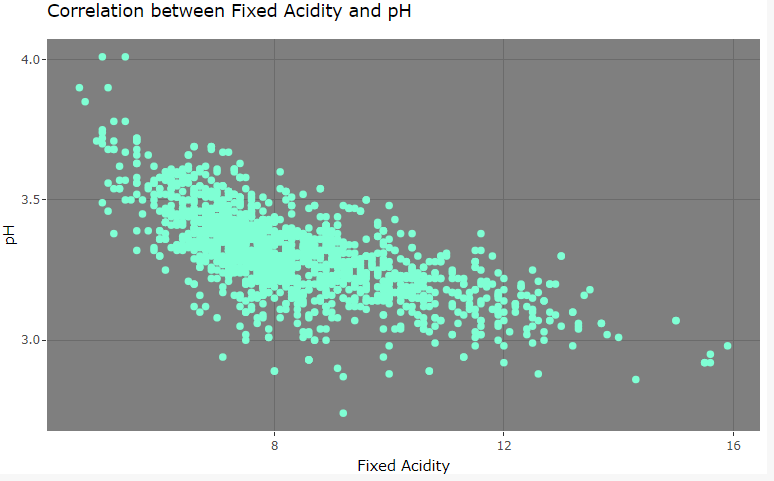 Correlation between Fixed Acidity and pH
4.0
3.5
3.0
pH
8
12
16
Fixed Acidity